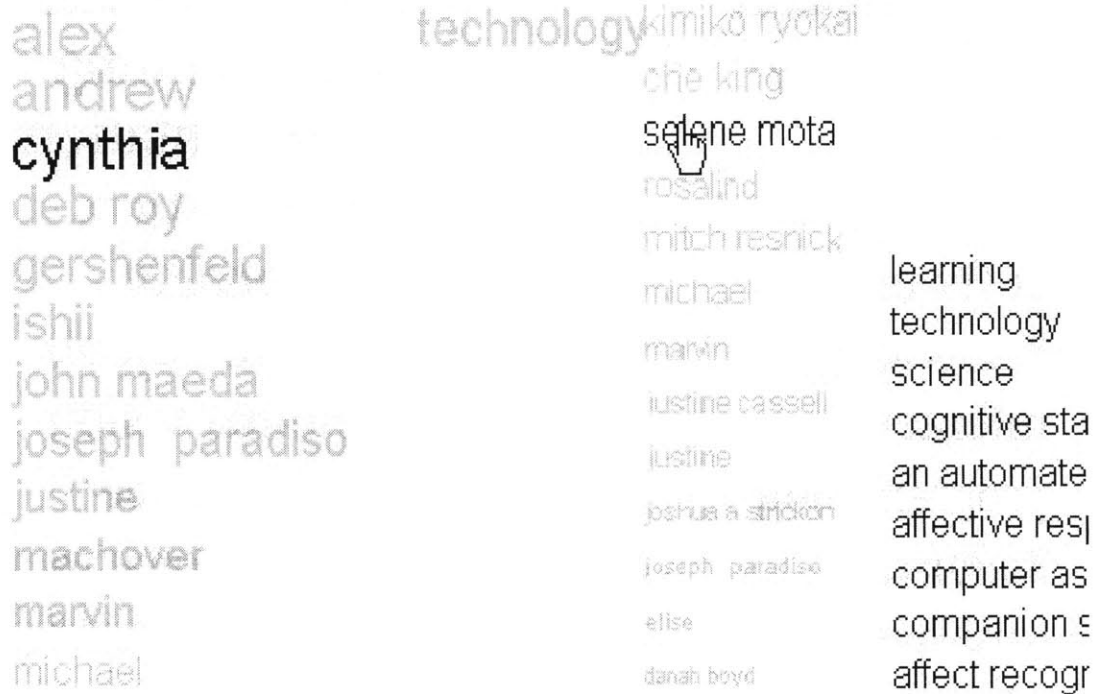 alex
andrew
cynthia
deb roy
gershenfeld
ishii
john maeda
joseph paradiso
justine
machover
marvin
michael
technology
kimiko ryokai
che king
selene mota
rosalind
mitch resnick
michael
marvin
justine cassell
justine
joshua a strickon
joseph paradiso
elise
danah boyd
learning
technology
science
cognitive sta
an automate
affective resp
computer as
companion s
affect recogr